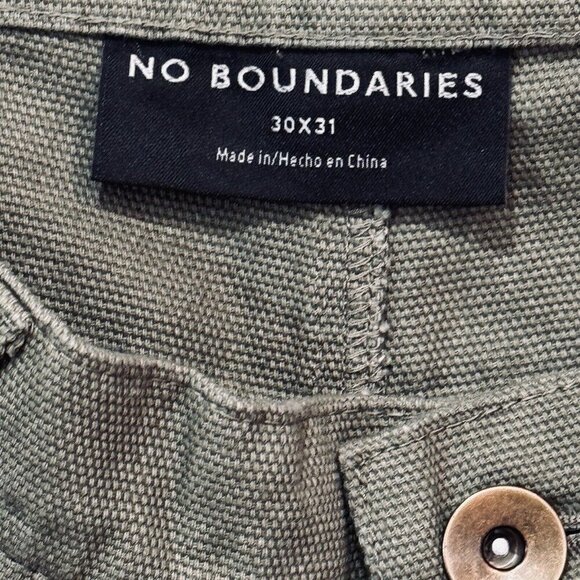 NO BOUNDARIES
30X31
Made in/Hecho en China